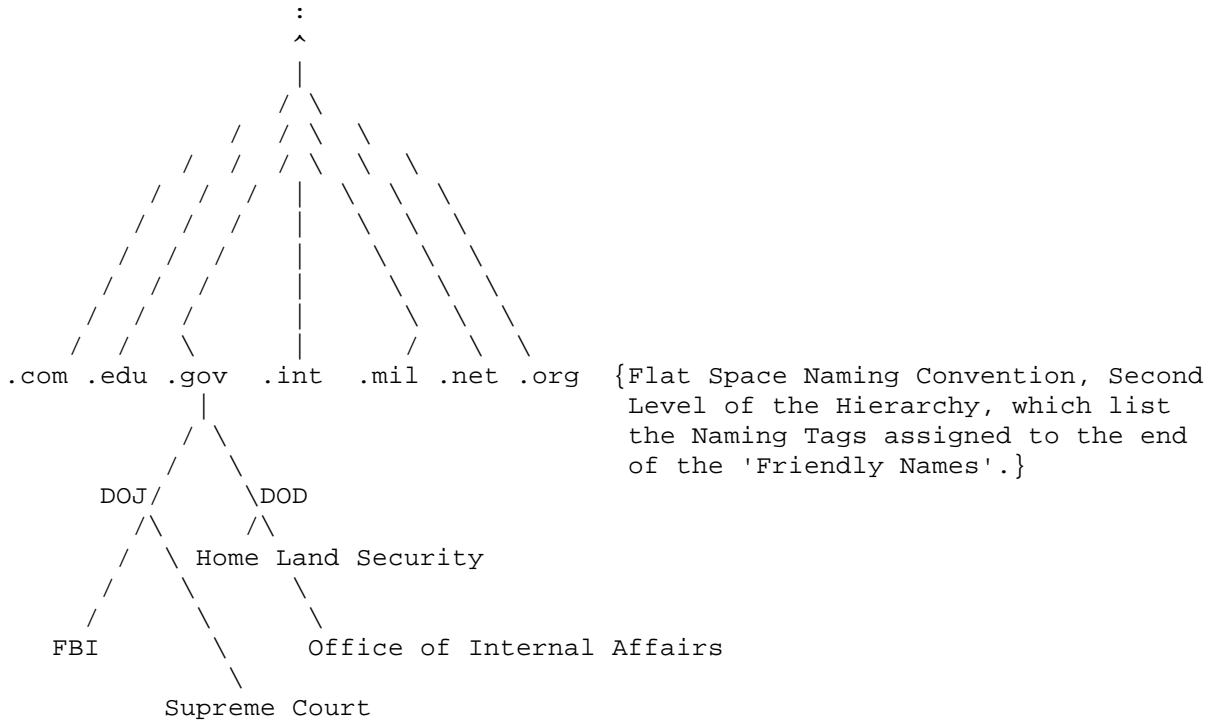 :
.com .edu .gov .int .mil .net .org {Flat Space Naming Convention, Second
Level of the Hierarchy, which list
the Naming Tags assigned to the end
of the 'Friendly Names'.}
DOJ DOD
Home Land Security
FBI Office of Internal Affairs
Supreme Court